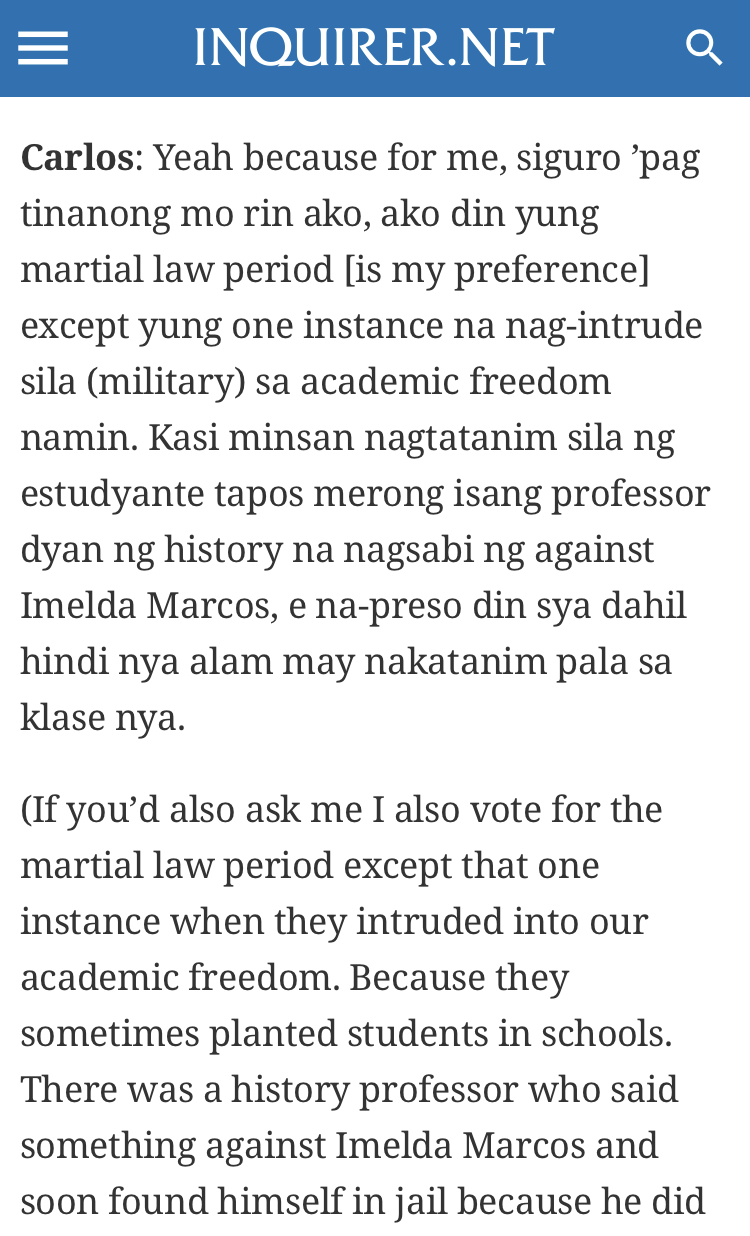 INQUIRER.NET
Carlos: Yeah because for me, siguro ’pag
tinanong mo rin ako, ako din yung
martial law period [is my preference]
except yung one instance na nag-intrude
sila (military) sa academic freedom
namin. Kasi minsan nagtatanim sila ng
estudyante tapos merong isang professor
dyan ng history na nagsabi ng against
Imelda Marcos, e na-preso din sya dahil
hindi nya alam may nakatanim pala sa
klase nya.
(If you’d also ask me I also vote for the
martial law period except that one
instance when they intruded into our
academic freedom. Because they
sometimes planted students in schools.
There was a history professor who said
something against Imelda Marcos and
soon found himself in jail because he did